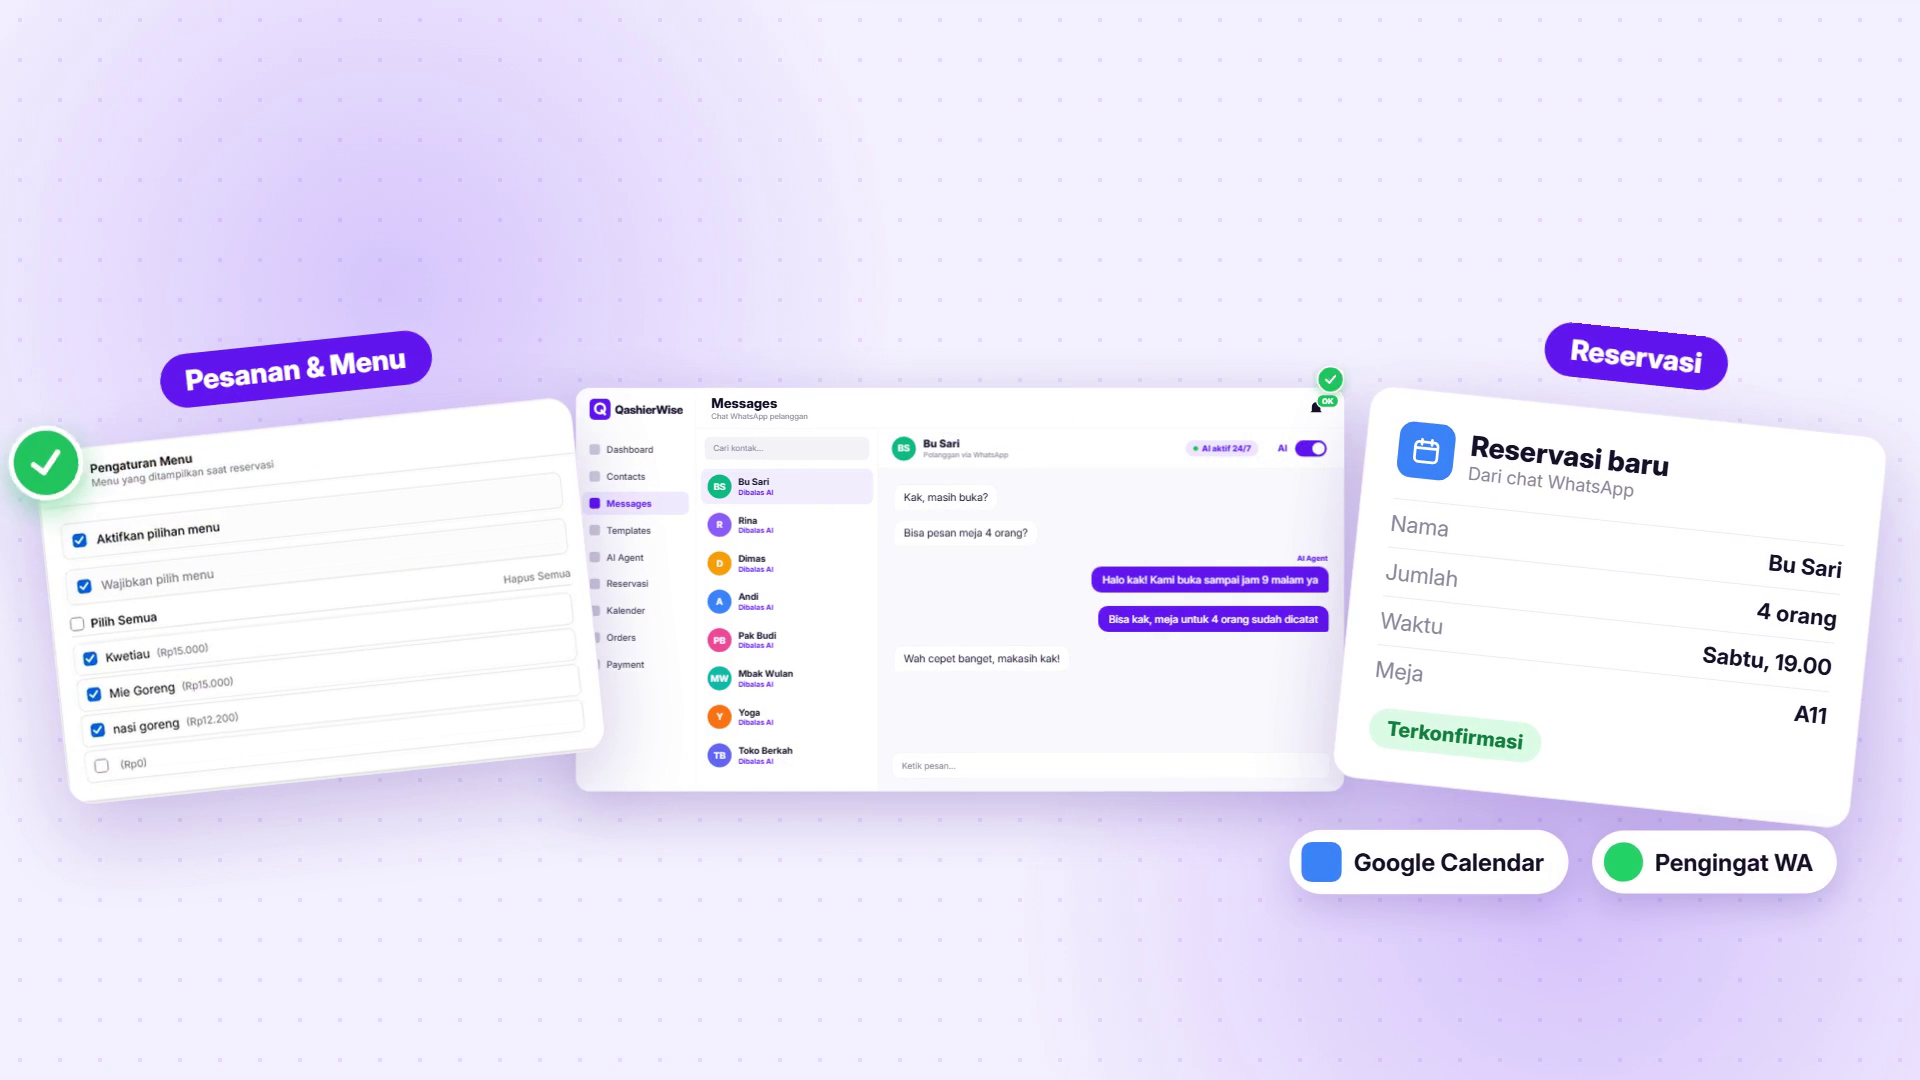 Pesanan & Menu
Pengaturan Menu
Menu yang ditampilkan saat reservasi
Aktifkan pilihan menu
Wajibkan pilih menu
Hapus Semua
Pilih Semua
Kwetiau (Rp15.000)
Mie Goreng (Rp15.000)
nasi goreng (Rp12.200)
(Rp0)
Q QashierWise
Dashboard
Contacts
Messages
Templates
AI Agent
Reservasi
Kalender
Orders
Payment
Messages
Chat WhatsApp pelanggan
OK
Cari kontak...
BS Bu Sari
Dibalas AI
R Rina
Dibalas AI
D Dimas
Dibalas AI
A Andi
Dibalas AI
PB Pak Budi
Dibalas AI
MW Mbak Wulan
Dibalas AI
Y Yoga
Dibalas AI
TB Toko Berkah
Dibalas AI
BS Bu Sari
Pelanggan via WhatsApp
AI aktif 24/7
AI
Kak, masih buka?
Bisa pesan meja 4 orang?
AI Agent
Halo kak! Kami buka sampai jam 9 malam ya
Bisa kak, meja untuk 4 orang sudah dicatat
Wah cepet banget, makasih kak!
Ketik pesan...
Reservasi
Reservasi baru
Dari chat WhatsApp
Nama Bu Sari
Jumlah 4 orang
Waktu Sabtu, 19.00
Meja A11
Terkonfirmasi
Google Calendar
Pengingat WA